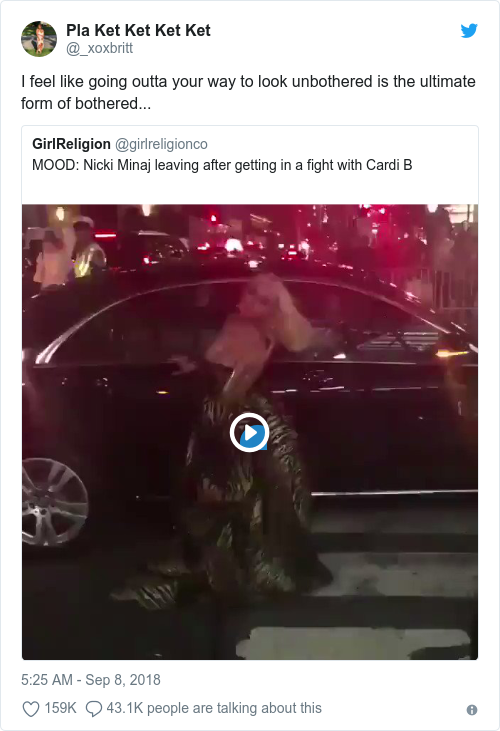 Pla Ket Ket Ket Ket
@_xoxbritt
I feel like going outta your way to look unbothered is the ultimate
form of bothered...
GirlReligion @girlreligionco
MOOD: Nicki Minaj leaving after getting in a fight with Cardi B
5:25 AM - Sep 8, 2018
159K 43.1K people are talking about this